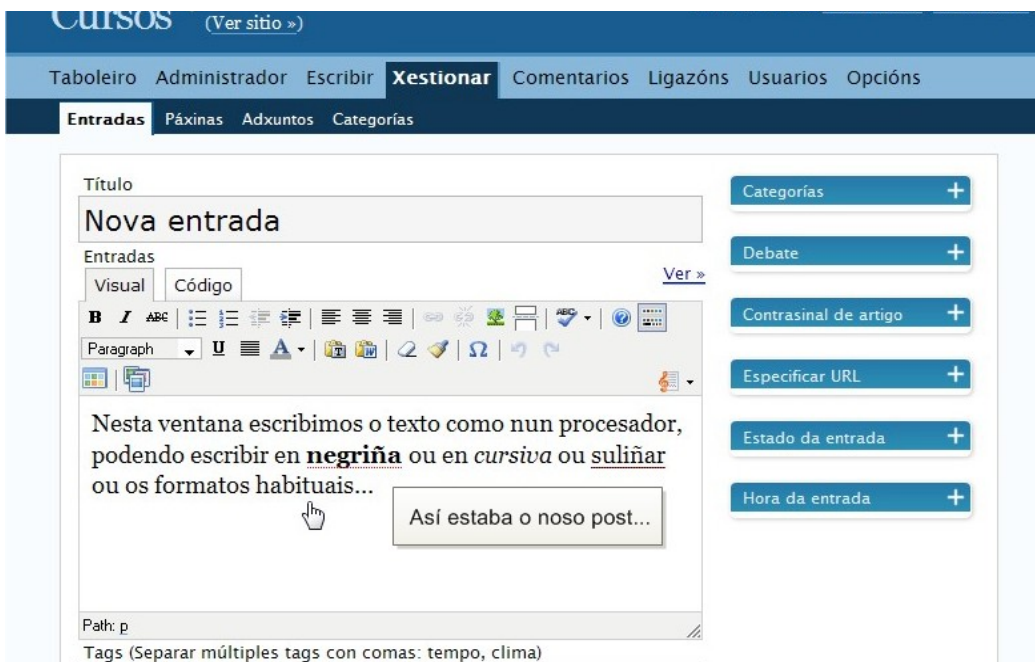 Cursos (Ver sitio »)
Taboleiro Administrador Escribir Xestionar Comentarios Ligazóns Usuarios Opcións
Entradas Páxinas Adxuntos Categorías
Título
Nova entrada
Entradas
Visual Código
Ver »
B I ABC ABC
Paragraph U A T W Ω
Nesta ventana escribimos o texto como nun procesador,
podendo escribir en negriña ou en cursiva ou suliñar
ou os formatos habituais...
Así estaba o noso post...
Path: p
Tags (Separar múltiples tags con comas: tempo, clima)
Categorías +
Debate +
Contrasinal de artigo +
Especificar URL +
Estado da entrada +
Hora da entrada +